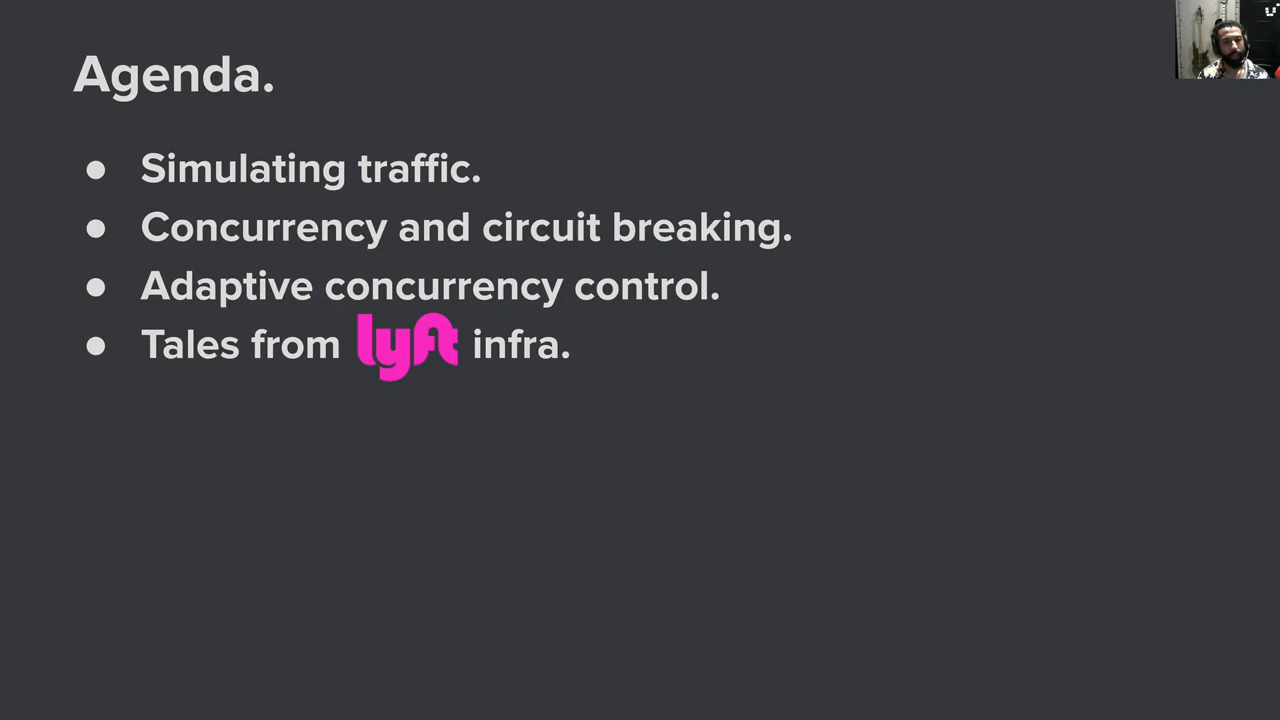 Agenda.
● Simulating traffic.
● Concurrency and circuit breaking.
● Adaptive concurrency control.
● Tales from lyft infra.